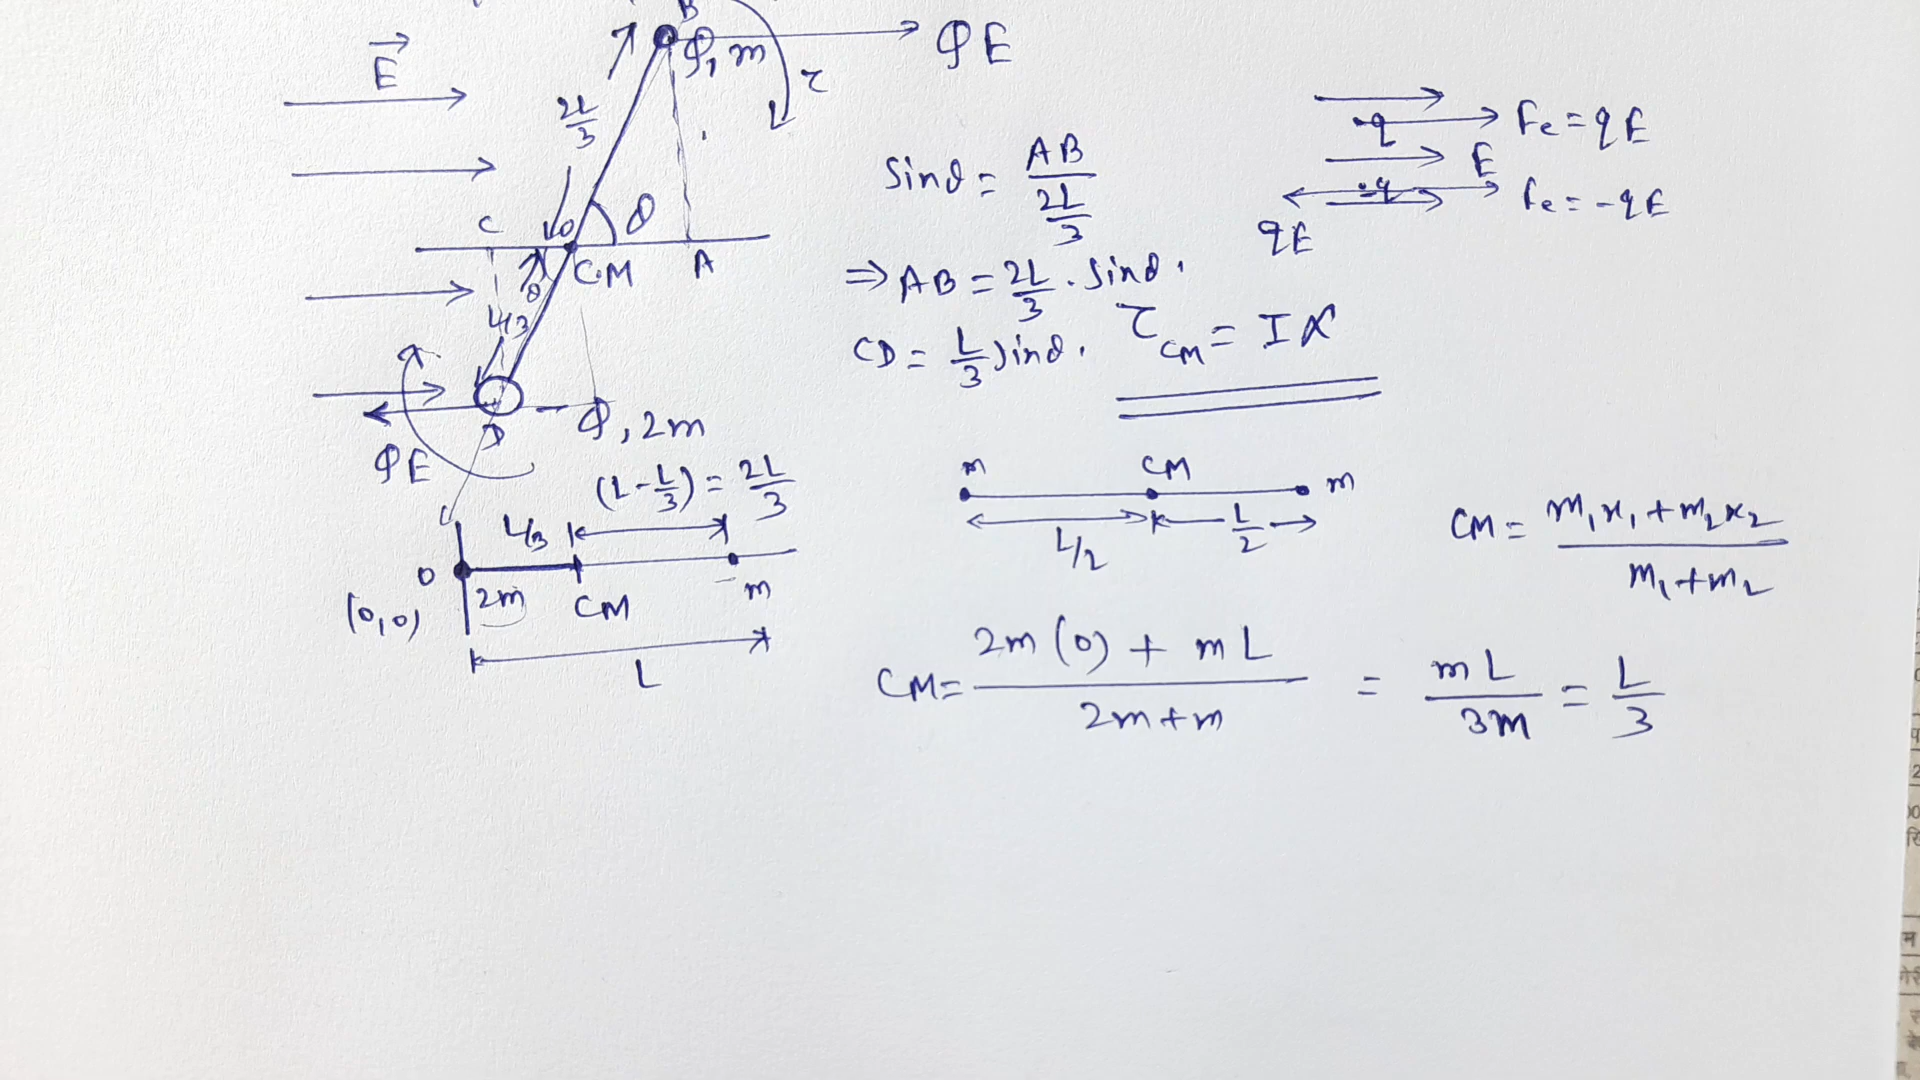 B
E
Q, m
QE
τ
2L/3
Sinθ = AB / (2L/3)
q
Fe = qE
E
-q
Fe = -qE
qE
C
θ
θ
CM
A
⇒ AB = 2L/3 . Sinθ.
θ
L/3
CD = L/3 Sinθ.
τCM = Iα
D
- Q, 2m
QE
(L - L/3) = 2L/3
L/3
m
CM
m
L/2
L/2
CM = m₁x₁ + m₂x₂ / m₁ + m₂
O
(0,0)
2m
CM
m
L
CM = 2m(0) + mL / 2m + m = mL / 3m = L/3